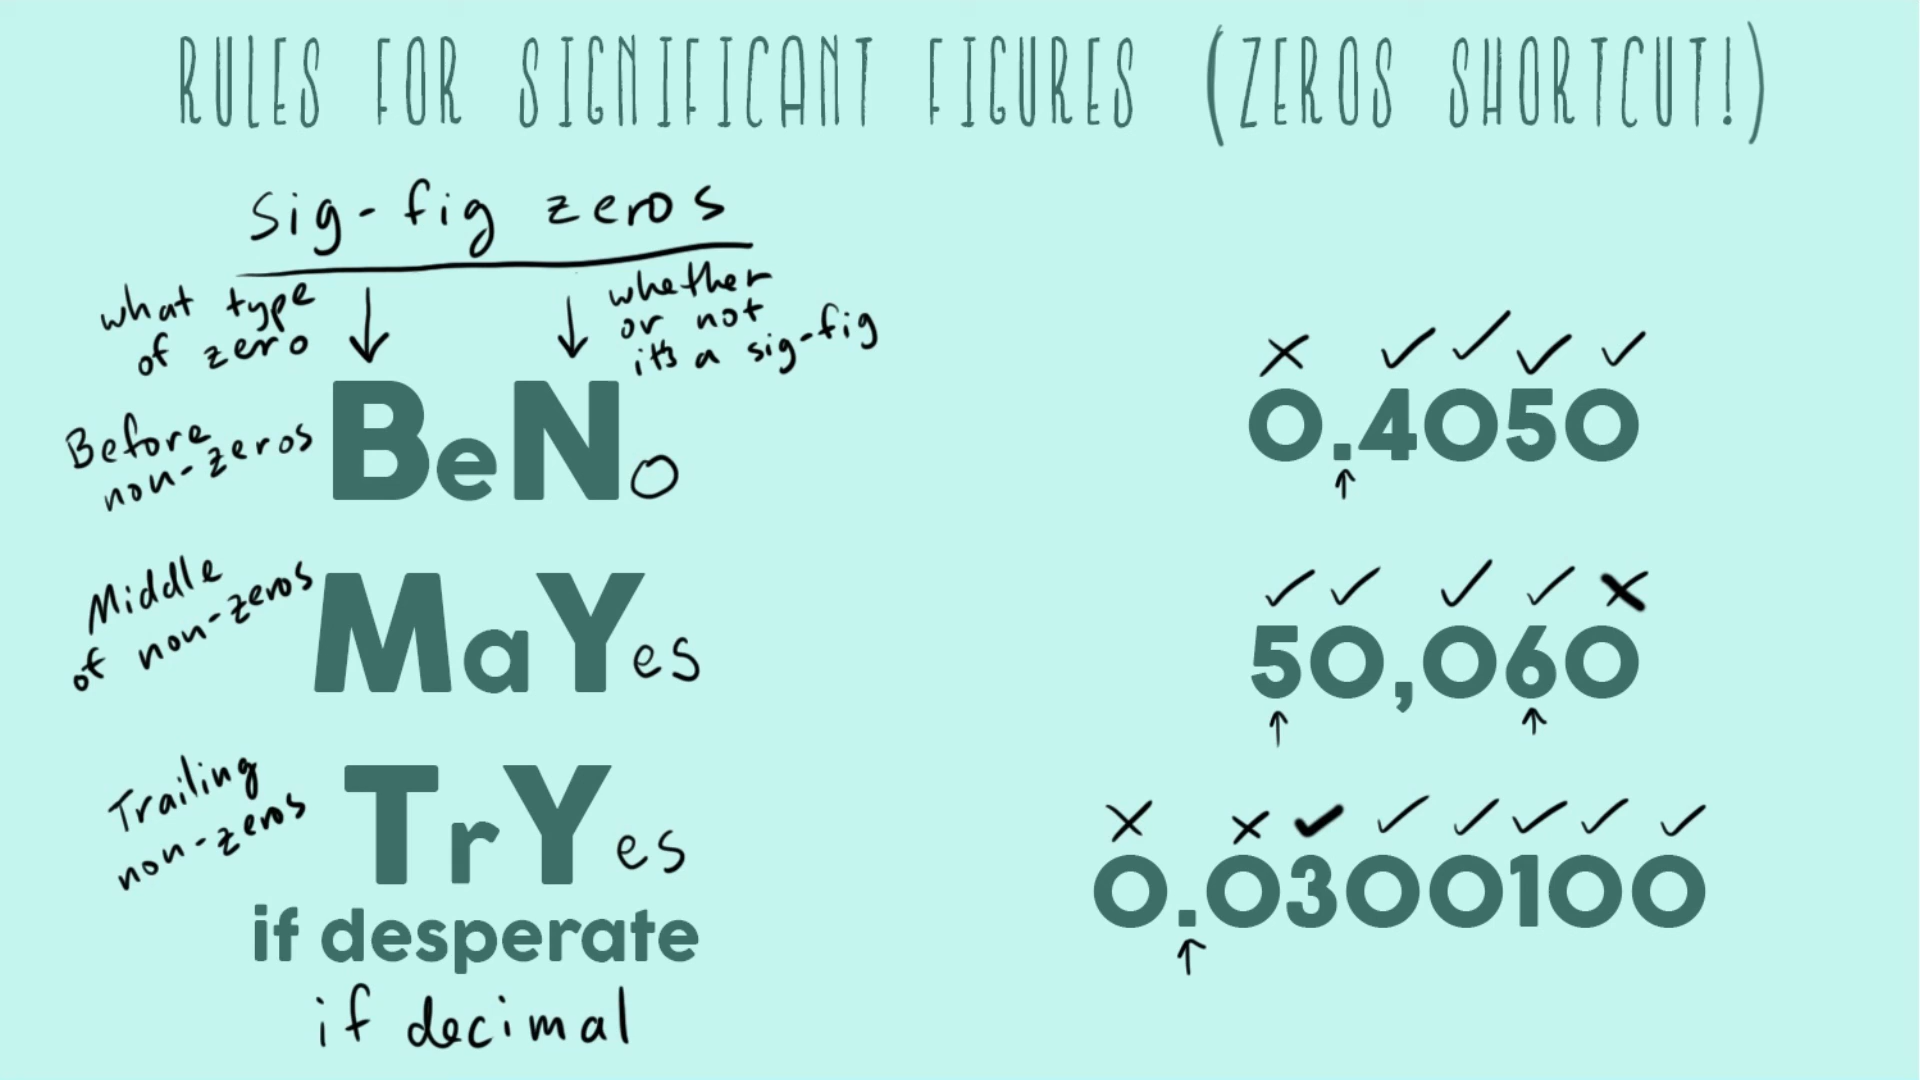 RULES FOR SIGNIFICANT FIGURES (ZEROS SHORTCUT!)
Sig-fig zeros
what type
of zero
whether
or not
it's a sig-fig
Before
non-zeros
BeNo
Middle
of non-zeros
MaYes
Trailing
non-zeros
TrYes
if desperate
if decimal
0.4050
50,060
0.0300100